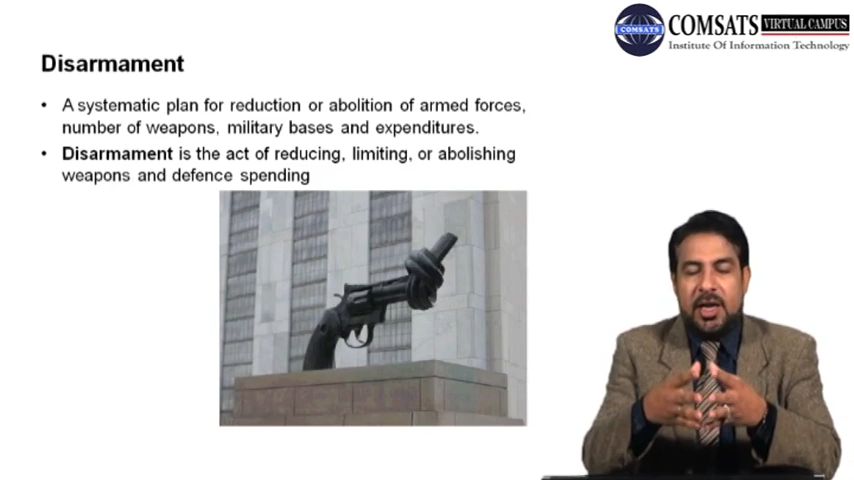 COMSATS VIRTUAL CAMPUS
COMSATS
Institute Of Information Technology
Disarmament
• A systematic plan for reduction or abolition of armed forces,
number of weapons, military bases and expenditures.
• Disarmament is the act of reducing, limiting, or abolishing
weapons and defence spending